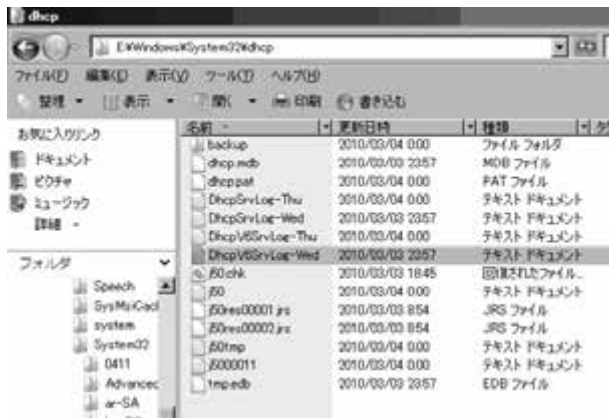 dhcp
E:¥Windows¥System32¥dhcp
ファイル(F) 編集(E) 表示(V) ツール(T) ヘルプ(H)
整理 表示 開く 印刷 書き込む
お気に入りリンク
ドキュメント
ピクチャ
ミュージック
詳細
フォルダ
Speech
SysMsiCac
system
System32
0411
Advanced
ar-SA
名前 更新日時 種類
backup 2010/03/04 0:00 ファイル フォルダ
dhcp.mdb 2010/03/03 23:57 MDB ファイル
dhcp.pat 2010/03/04 0:00 PAT ファイル
DhcpSrvLog-Thu 2010/03/04 0:00 テキスト ドキュメント
DhcpSrvLog-Wed 2010/03/03 23:57 テキスト ドキュメント
DhcpV6SrvLog-Thu 2010/03/04 0:00 テキスト ドキュメント
DhcpV6SrvLog-Wed 2010/03/03 23:57 テキスト ドキュメント
j50.chk 2010/03/03 18:45 回復されたファイル...
j50 2010/03/04 0:00 テキスト ドキュメント
j50res00001.jrs 2010/03/03 8:54 JRS ファイル
j50res00002.jrs 2010/03/03 8:54 JRS ファイル
j50tmp 2010/03/04 0:00 テキスト ドキュメント
j5000011 2010/03/04 0:00 テキスト ドキュメント
tmp.edb 2010/03/03 23:57 EDB ファイル